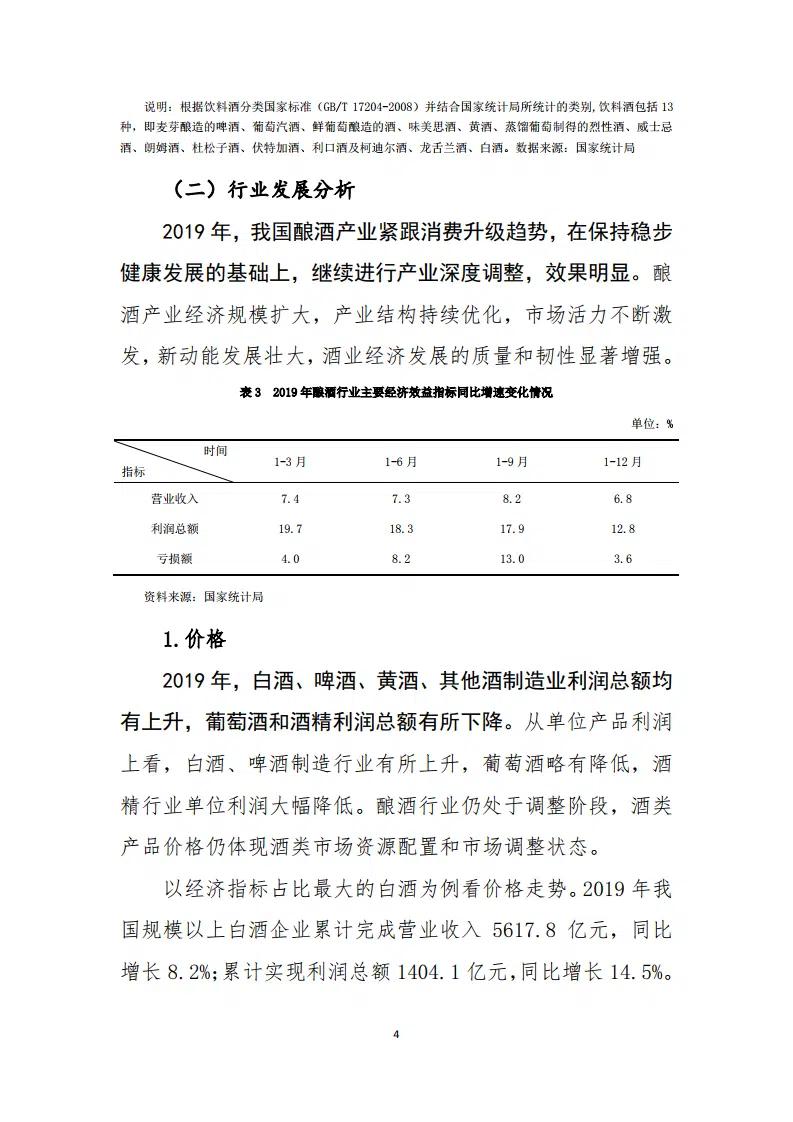 说明：根据饮料酒分类国家标准（GB/T 17204-2008）并结合国家统计局所统计的类别,饮料酒包括 13
种，即麦芽酿造的啤酒、葡萄汽酒、鲜葡萄酿造的酒、味美思酒、黄酒、蒸馏葡萄制得的烈性酒、威士忌
酒、朗姆酒、杜松子酒、伏特加酒、利口酒及柯迪尔酒、龙舌兰酒、白酒。数据来源：国家统计局
（二）行业发展分析
2019 年，我国酿酒产业紧跟消费升级趋势，在保持稳步
健康发展的基础上，继续进行产业深度调整，效果明显。酿
酒产业经济规模扩大，产业结构持续优化，市场活力不断激
发，新动能发展壮大，酒业经济发展的质量和韧性显著增强。
表 3 2019 年酿酒行业主要经济效益指标同比增速变化情况
单位：%
时间
指标 1-3 月 1-6 月 1-9 月 1-12 月
营业收入 7.4 7.3 8.2 6.8
利润总额 19.7 18.3 17.9 12.8
亏损额 4.0 8.2 13.0 3.6
资料来源：国家统计局
1.价格
2019 年，白酒、啤酒、黄酒、其他酒制造业利润总额均
有上升，葡萄酒和酒精利润总额有所下降。从单位产品利润
上看，白酒、啤酒制造行业有所上升，葡萄酒略有降低，酒
精行业单位利润大幅降低。酿酒行业仍处于调整阶段，酒类
产品价格仍体现酒类市场资源配置和市场调整状态。
以经济指标占比最大的白酒为例看价格走势。2019 年我
国规模以上白酒企业累计完成营业收入 5617.8 亿元，同比
增长 8.2%;累计实现利润总额 1404.1 亿元,同比增长 14.5%。
4